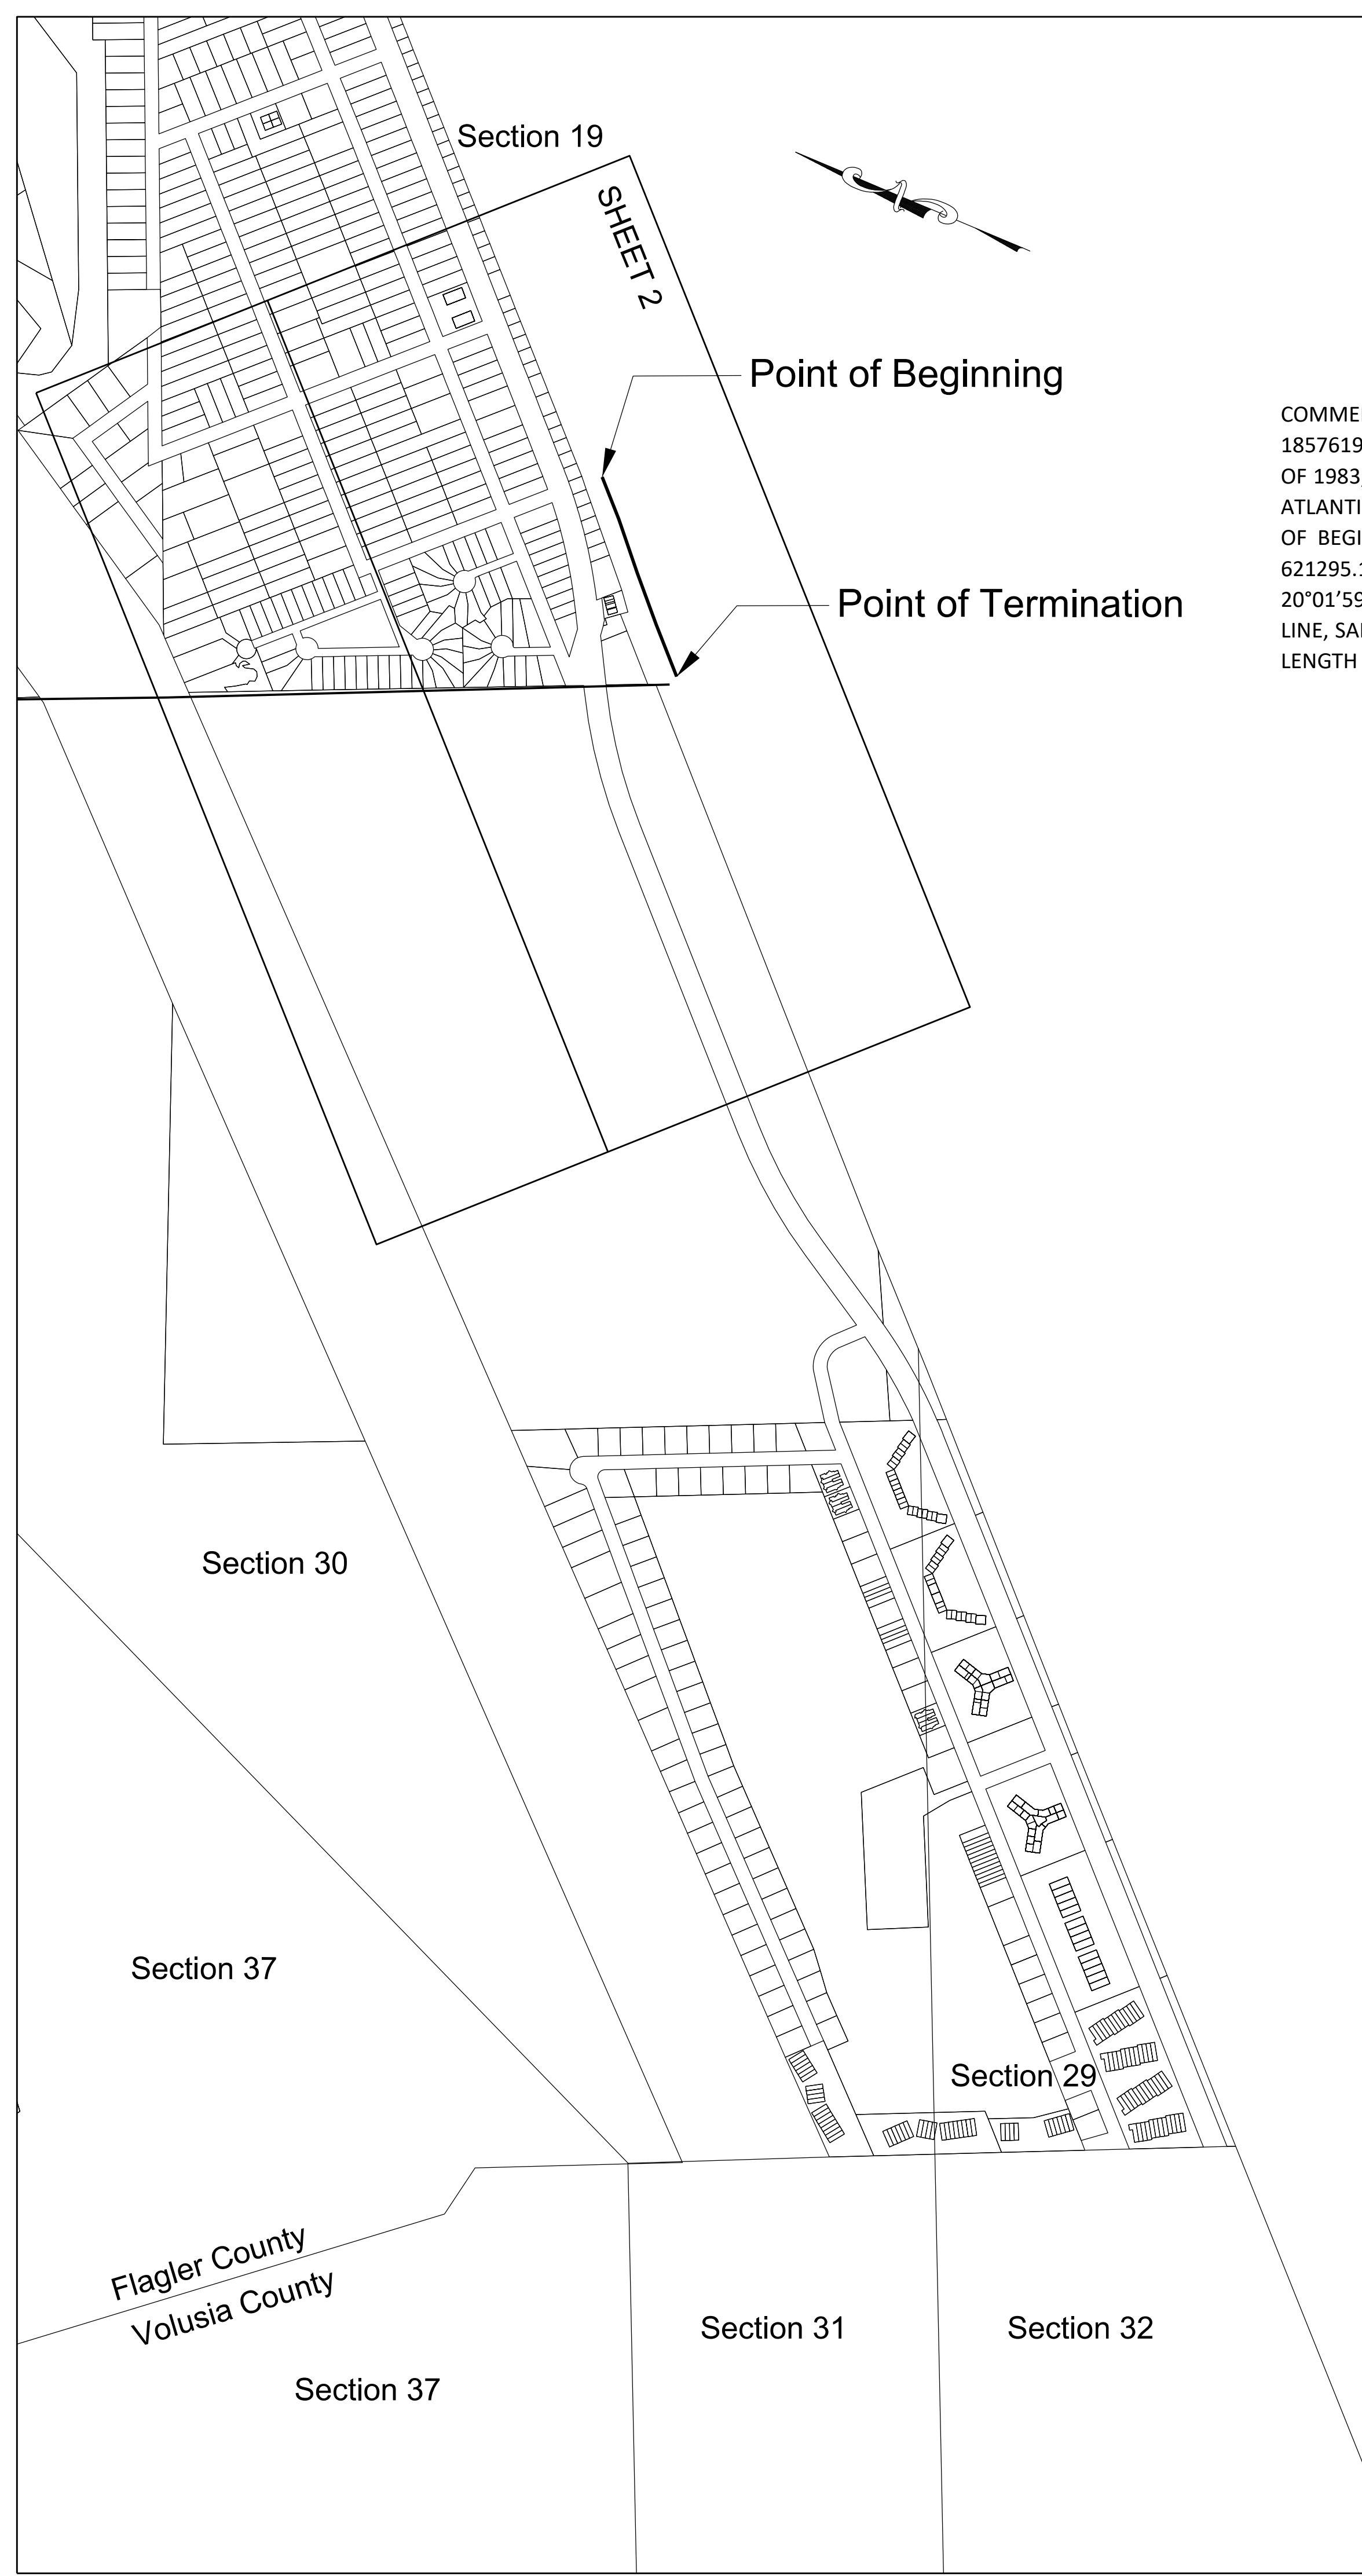 Section 19
SHEET 2
Point of Beginning
COMME
1857619
OF 1983,
ATLANTI
OF BEGI
621295.1
20°01’59
LINE, SAI
LENGTH
Point of Termination
Section 30
Section 37
Section 29
Flagler County
Volusia County
Section 31
Section 32
Section 37